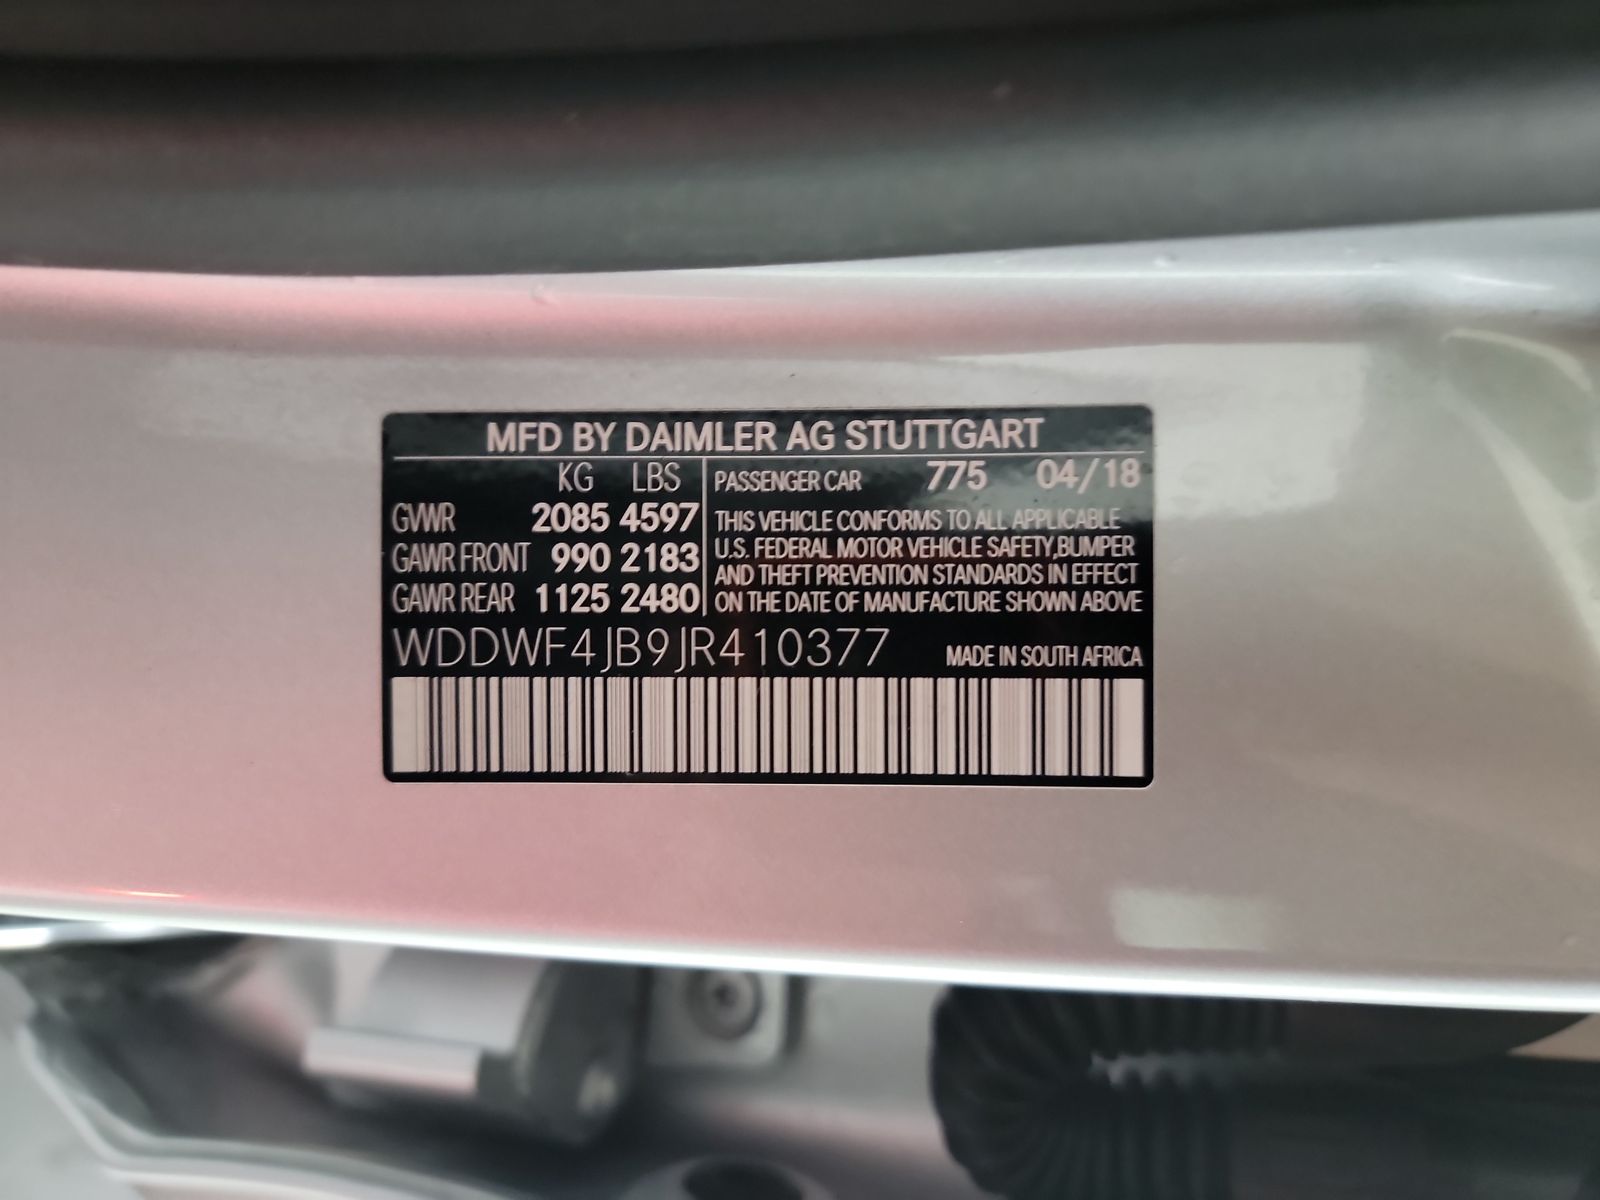 MFD BY DAIMLER AG STUTTGART
KG LBS
GVWR 2085 4597
GAWR FRONT 990 2183
GAWR REAR 1125 2480
PASSENGER CAR 775 04/18
THIS VEHICLE CONFORMS TO ALL APPLICABLE
U.S. FEDERAL MOTOR VEHICLE SAFETY,BUMPER
AND THEFT PREVENTION STANDARDS IN EFFECT
ON THE DATE OF MANUFACTURE SHOWN ABOVE
WDDWF4JB9JR410377
MADE IN SOUTH AFRICA